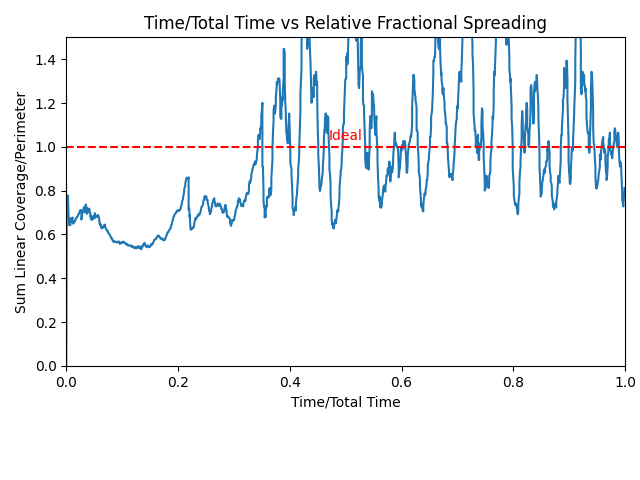 Time/Total Time vs Relative Fractional Spreading
Sum Linear Coverage/Perimeter
1.4
1.2
1.0
0.8
0.6
0.4
0.2
0.0
Ideal
0.0 0.2 0.4 0.6 0.8 1.0
Time/Total Time